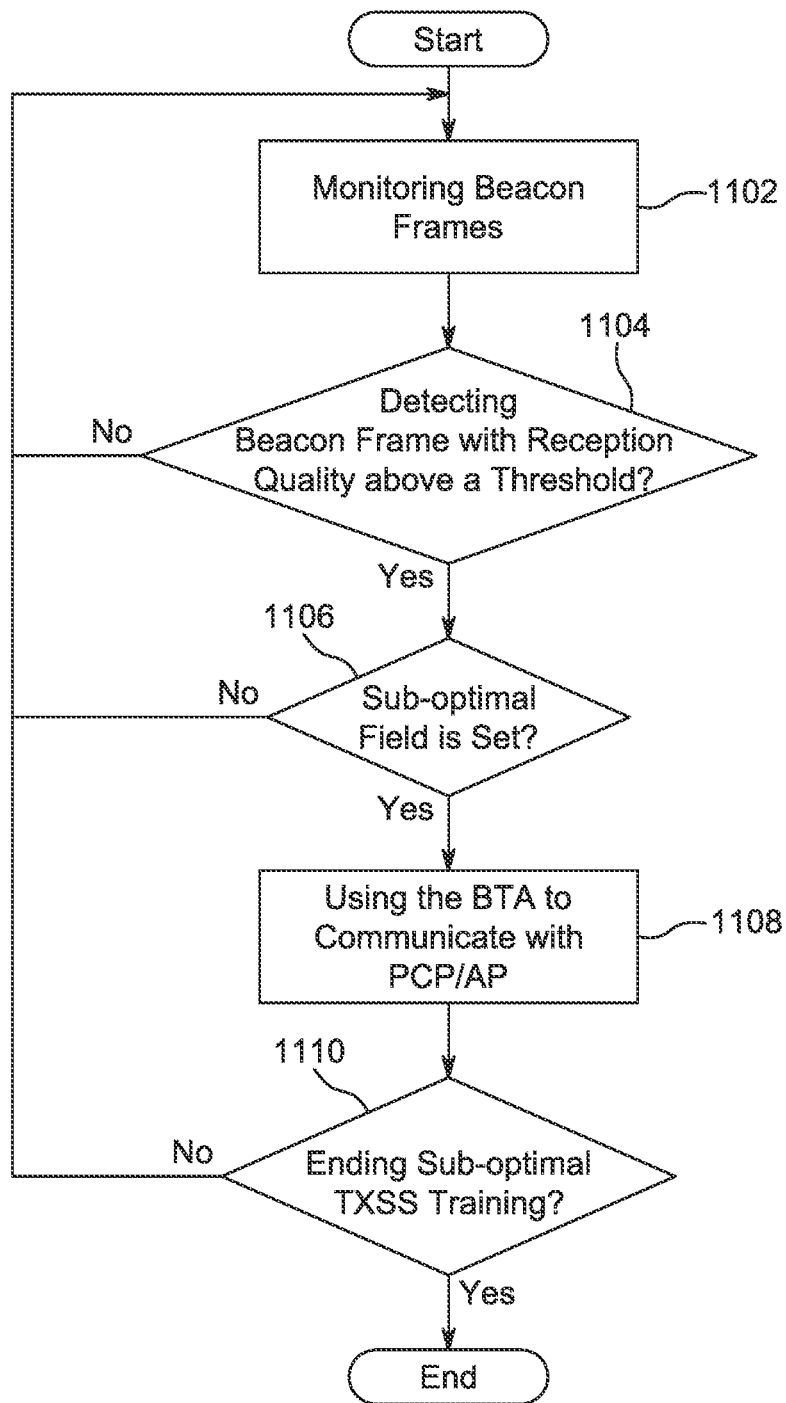 Start
Monitoring Beacon
Frames
1102
1104
Detecting
Beacon Frame with Reception
Quality above a Threshold?
No
Yes
1106
Sub-optimal
Field is Set?
No
Yes
Using the BTA to
Communicate with
PCP/AP
1108
1110
Ending Sub-optimal
TXSS Training?
No
Yes
End